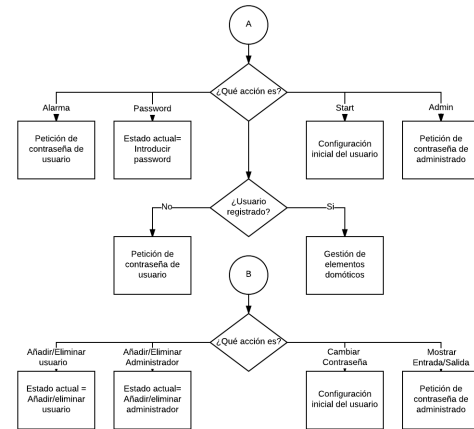 A
¿Qué acción es?
Alarma
Password
Start
Admin
Petición de
contraseña de
usuario
Estado actual=
Introducir
password
Configuración
inicial del usuario
Petición de
contraseña de
administrado
¿Usuario
registrado?
No
Si
Petición de
contraseña de
usuario
Gestión de
elementos
domóticos
B
¿Qué acción es?
Añadir/Eliminar
usuario
Añadir/Eliminar
Administrador
Cambiar
Contraseña
Mostrar
Entrada/Salida
Estado actual =
Añadir/eliminar
usuario
Estado actual=
Añadir/eliminar
administrador
Configuración
inicial del usuario
Petición de
contraseña de
administrado